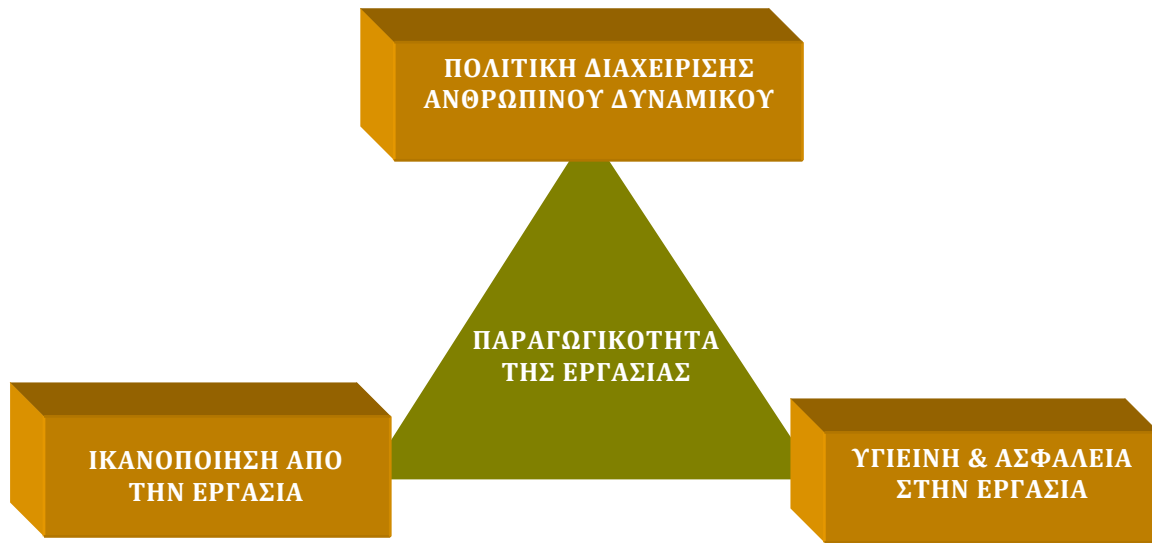 ΠΟΛΙΤΙΚΗ ΔΙΑΧΕΙΡΙΣΗΣ
ΑΝΘΡΩΠΙΝΟΥ ΔΥΝΑΜΙΚΟΥ
ΠΑΡΑΓΩΓΙΚΟΤΗΤΑ
ΤΗΣ ΕΡΓΑΣΙΑΣ
ΙΚΑΝΟΠΟΙΗΣΗ ΑΠΟ
ΤΗΝ ΕΡΓΑΣΙΑ
ΥΓΙΕΙΝΗ & ΑΣΦΑΛΕΙΑ
ΣΤΗΝ ΕΡΓΑΣΙΑ